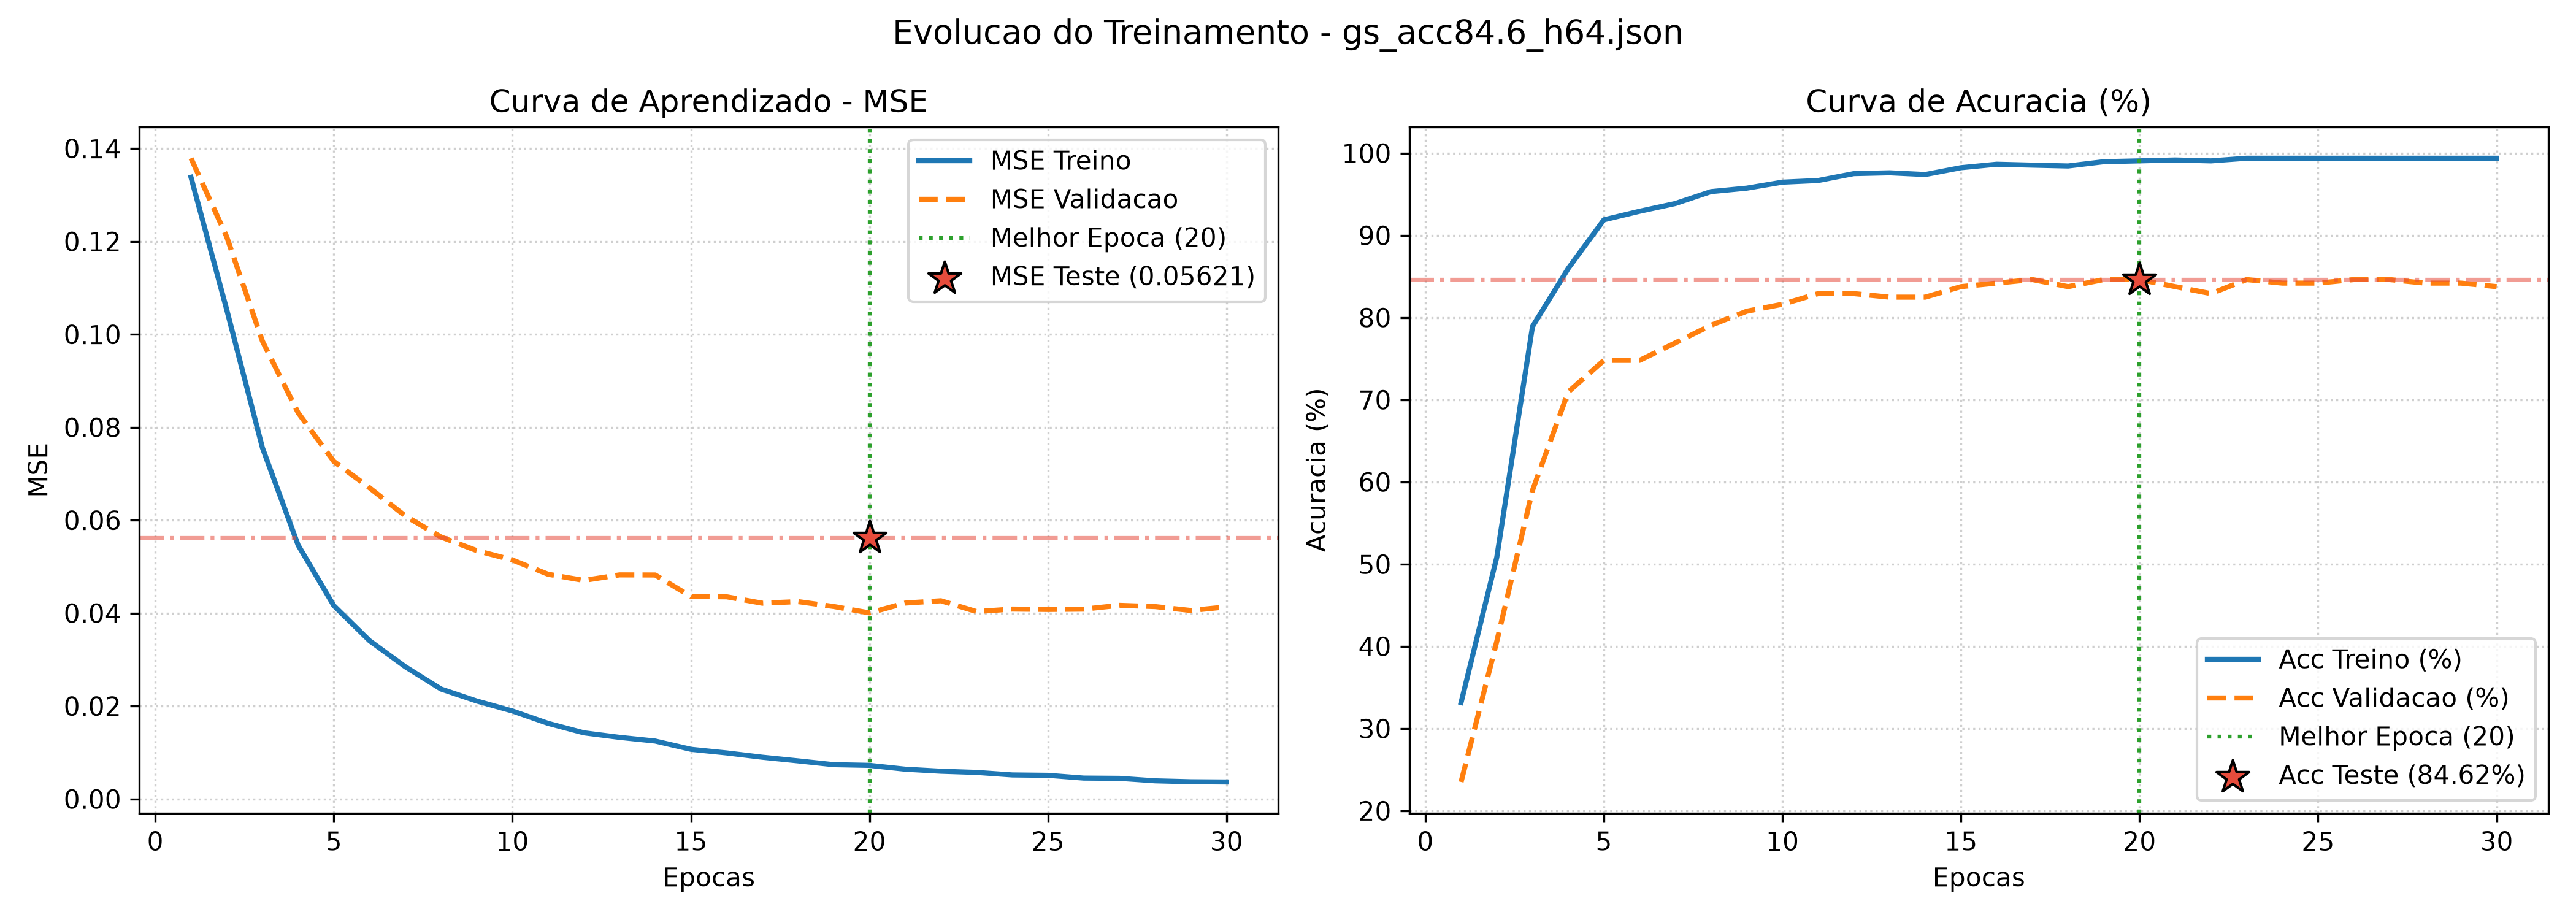 Evolucao do Treinamento - gs_acc84.6_h64.json
Curva de Aprendizado - MSE
MSE
0.14
0.12
0.10
0.08
0.06
0.04
0.02
0.00
MSE Treino
MSE Validacao
Melhor Epoca (20)
MSE Teste (0.05621)
0 5 10 15 20 25 30
Epocas
Curva de Acuracia (%)
Acuracia (%)
100
90
80
70
60
50
40
30
20
Acc Treino (%)
Acc Validacao (%)
Melhor Epoca (20)
Acc Teste (84.62%)
0 5 10 15 20 25 30
Epocas